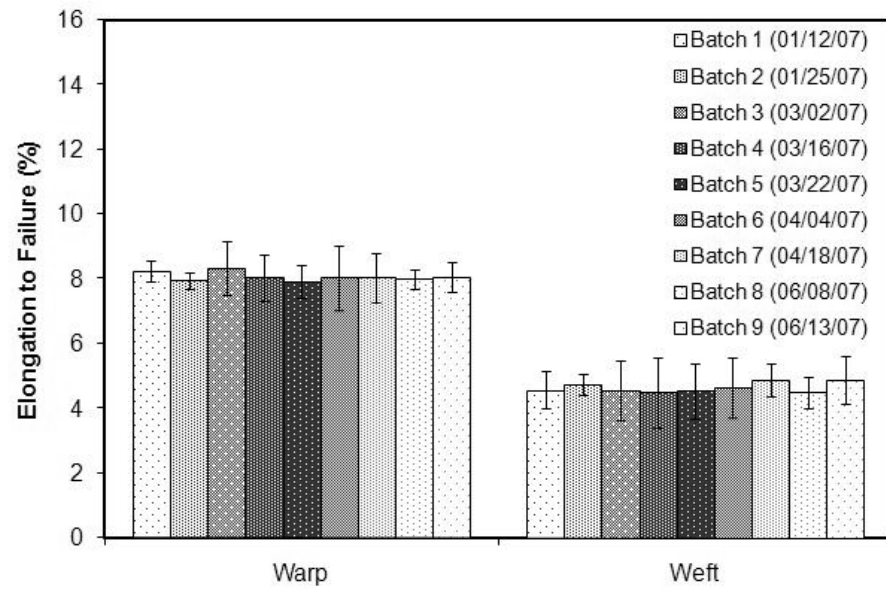 Elongation to Failure (%)
16
14
12
10
8
6
4
2
0
Batch 1 (01/12/07)
Batch 2 (01/25/07)
Batch 3 (03/02/07)
Batch 4 (03/16/07)
Batch 5 (03/22/07)
Batch 6 (04/04/07)
Batch 7 (04/18/07)
Batch 8 (06/08/07)
Batch 9 (06/13/07)
Warp
Weft